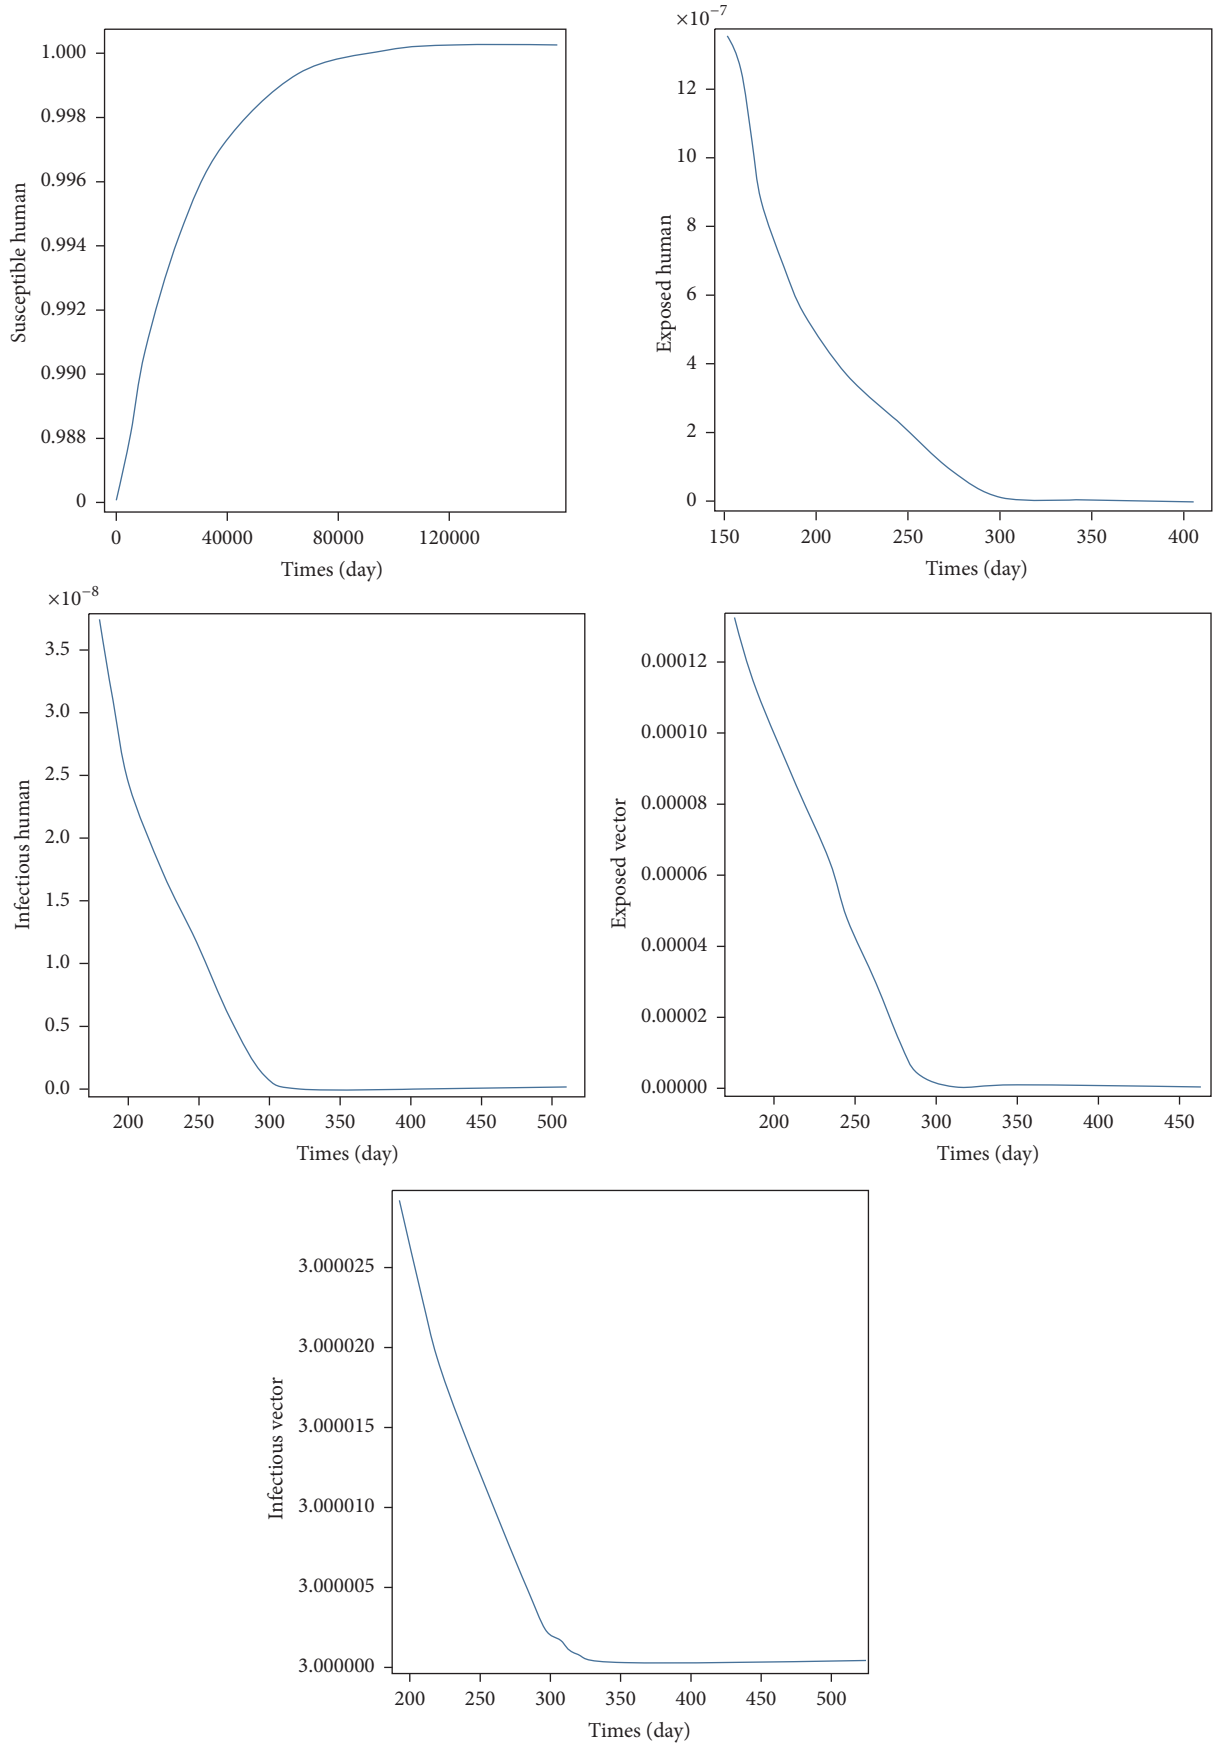 1.000
0.998
0.996
0.994
0.992
0.990
0.988
0
Susceptible human
0 40000 80000 120000
Times (day)
×10−7
12
10
8
6
4
2
0
Exposed human
150 200 250 300 350 400
Times (day)
×10−8
3.5
3.0
2.5
2.0
1.5
1.0
0.5
0.0
Infectious human
200 250 300 350 400 450 500
Times (day)
0.00012
0.00010
0.00008
0.00006
0.00004
0.00002
0.00000
Exposed vector
200 250 300 350 400 450
Times (day)
3.000025
3.000020
3.000015
3.000010
3.000005
3.000000
Infectious vector
200 250 300 350 400 450 500
Times (day)